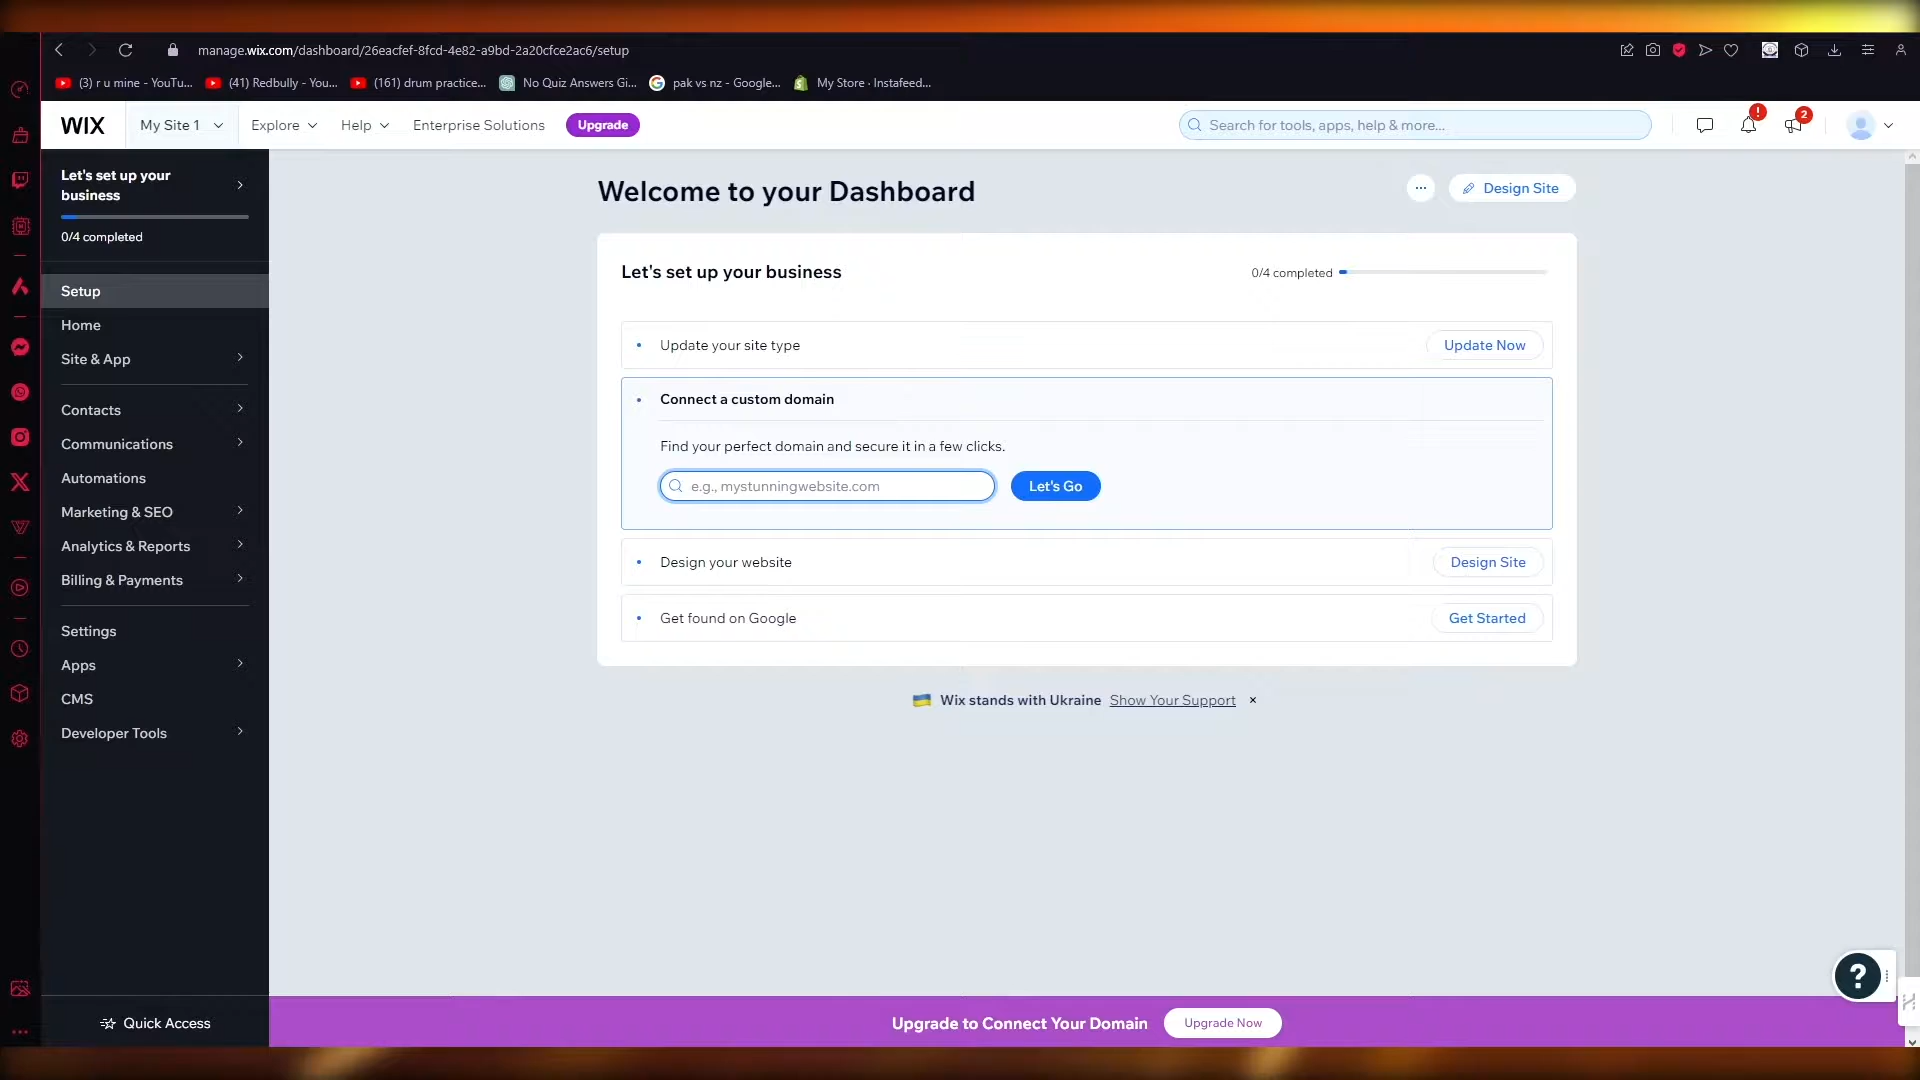 manage.wix.com/dashboard/26eacfef-8fcd-4e82-a9bd-2a20cfce2ac6/setup
(3) r u mine - YouTu... (41) Redbully - You... (161) drum practice... No Quiz Answers Gi... pak vs nz - Google... My Store · Instafeed...
WIX My Site 1 Explore Help Enterprise Solutions Upgrade Search for tools, apps, help & more... ! 2
Let's set up your
business
0/4 completed
Setup
Home
Site & App
Contacts
Communications
Automations
Marketing & SEO
Analytics & Reports
Billing & Payments
Settings
Apps
CMS
Developer Tools
Quick Access
Welcome to your Dashboard
... Design Site
Let's set up your business 0/4 completed
Update your site type Update Now
Connect a custom domain
Find your perfect domain and secure it in a few clicks.
e.g., mystunningwebsite.com Let's Go
Design your website Design Site
Get found on Google Get Started
Wix stands with Ukraine Show Your Support ×
?
Upgrade to Connect Your Domain Upgrade Now